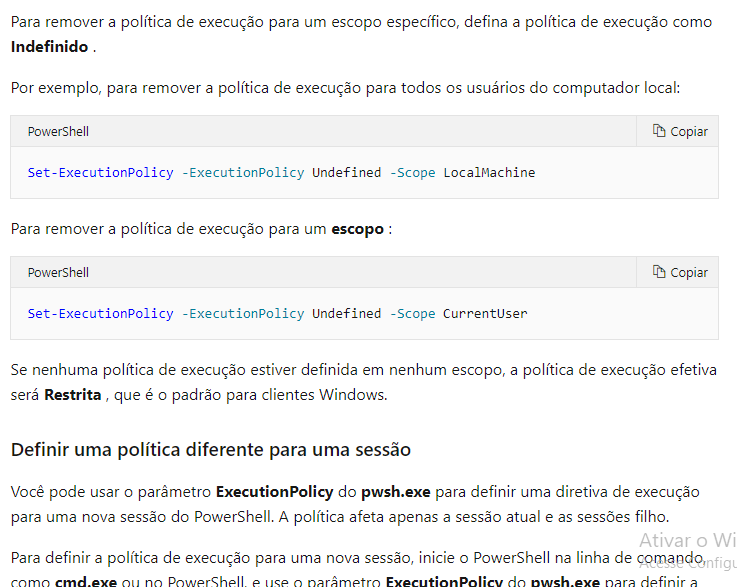 Para remover a política de execução para um escopo específico, defina a política de execução como
Indefinido .
Por exemplo, para remover a política de execução para todos os usuários do computador local:
PowerShell
Copiar
Set-ExecutionPolicy -ExecutionPolicy Undefined -Scope LocalMachine
Para remover a política de execução para um escopo :
PowerShell
Copiar
Set-ExecutionPolicy -ExecutionPolicy Undefined -Scope CurrentUser
Se nenhuma política de execução estiver definida em nenhum escopo, a política de execução efetiva
será Restrita , que é o padrão para clientes Windows.
Definir uma política diferente para uma sessão
Você pode usar o parâmetro ExecutionPolicy do pwsh.exe para definir uma diretiva de execução
para uma nova sessão do PowerShell. A política afeta apenas a sessão atual e as sessões filho.
Ativar o Wi
Para definir a política de execução para uma nova sessão, inicie o PowerShell na linha de comando,
Acesse Configu
como cmd.exe ou no PowerShell, e use o parâmetro ExecutionPolicy do pwsh.exe para definir a